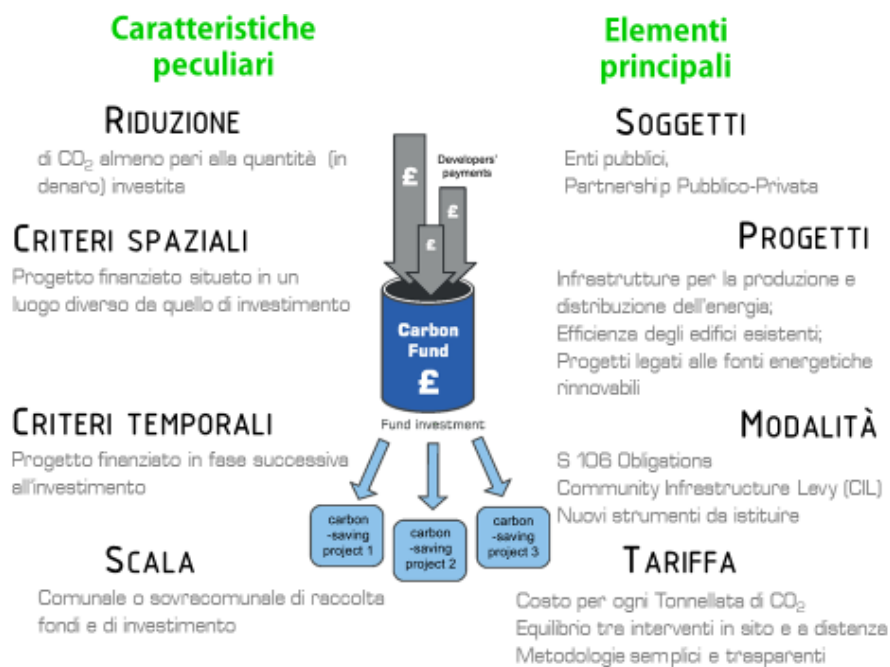 Caratteristiche
peculiari
RIDUZIONE
di CO₂ almeno pari alla quantità (in
denaro) investita
CRITERI SPAZIALI
Progetto finanziato situato in un
luogo diverso da quello di investimento
CRITERI TEMPORALI
Progetto finanziato in fase successiva
all'investimento
SCALA
Comunale o sovracomunale di raccolta
fondi e di investimento
Developers'
payments
£
£
£
Carbon
Fund
£
Fund investment
carbon
-saving
project 1
carbon
-saving
project 2
carbon
-saving
project 3
Elementi
principali
SOGGETTI
Enti pubblici,
Partnership Pubblico-Privata
PROGETTI
Infrastrutture per la produzione e
distribuzione dell'energia;
Efficienza degli edifici esistenti;
Progetti legati alle fonti energetiche
rinnovabili
MODALITÀ
S 106 Obligations
Community Infrastructure Levy (CIL)
Nuovi strumenti da istituire
TARIFFA
Costo per ogni Tonnellata di CO₂
Equilibrio tra interventi in sito e a distanza
Metodologie semplici e trasparenti